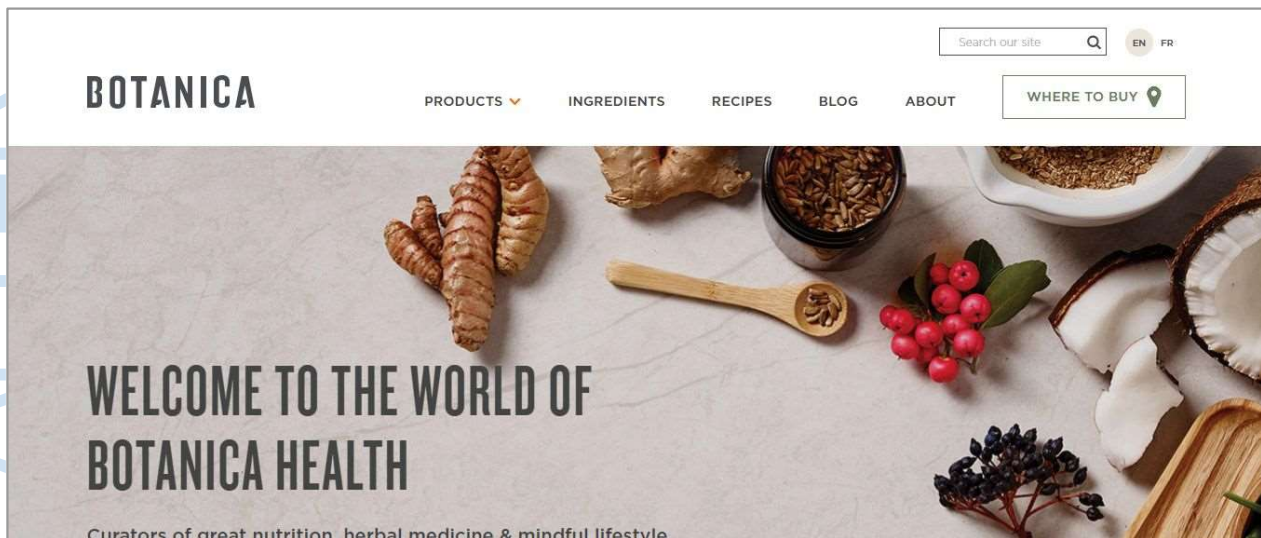 Search our site
EN FR
BOTANICA
PRODUCTS INGREDIENTS RECIPES BLOG ABOUT WHERE TO BUY
WELCOME TO THE WORLD OF
BOTANICA HEALTH
Curators of great nutrition, herbal medicine & mindful lifestyle